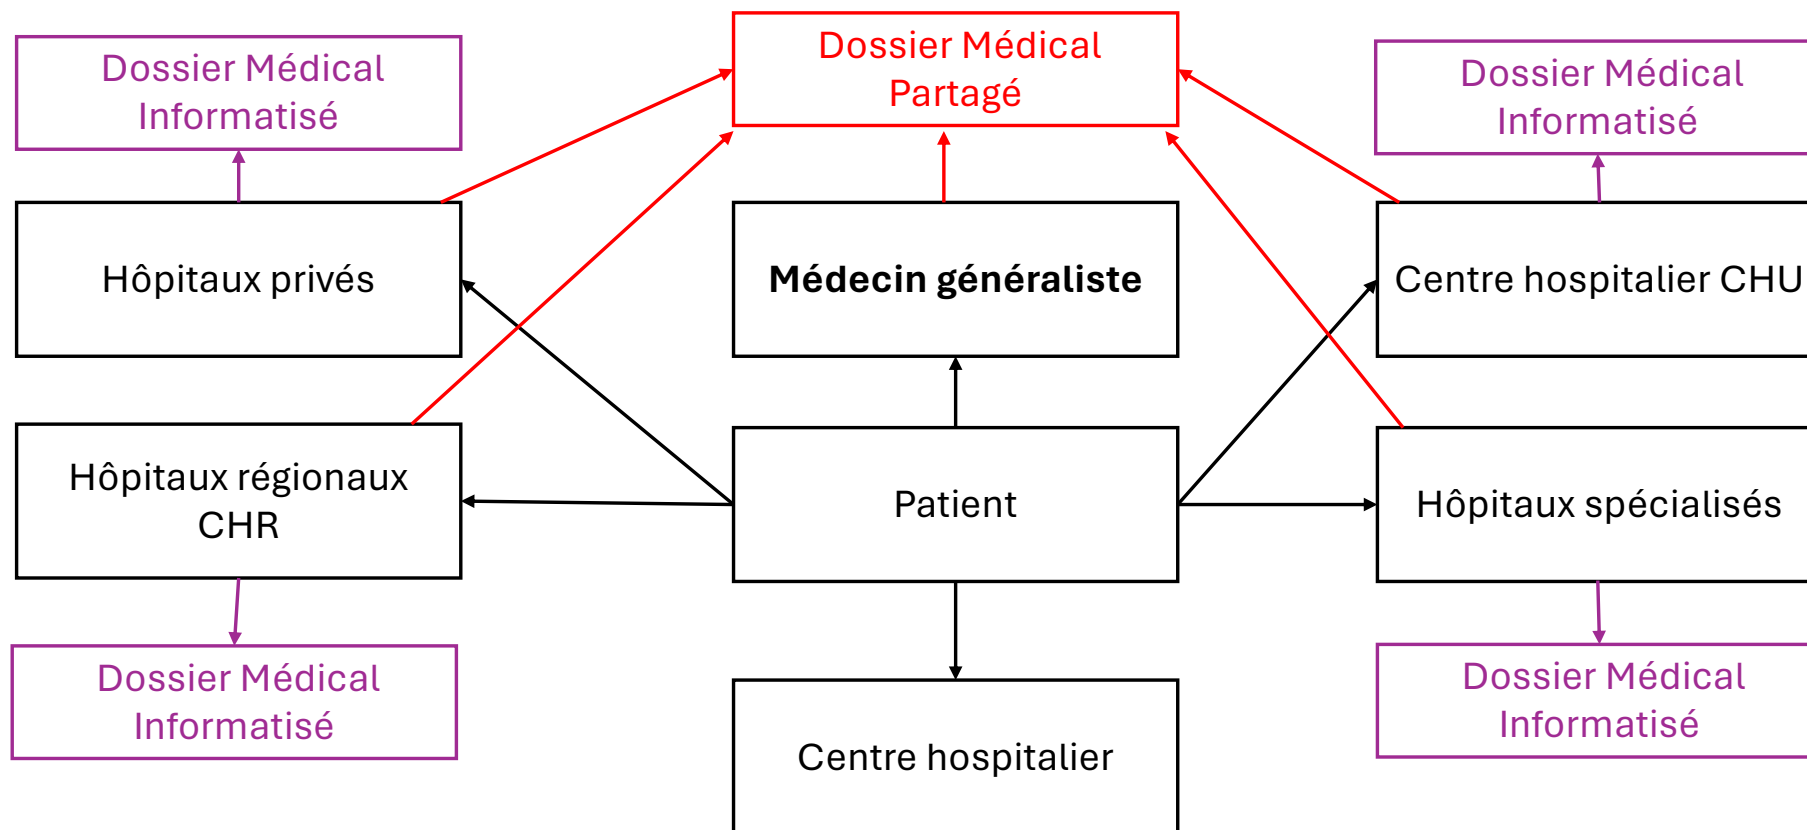 Dossier Médical
Informatisé
Dossier Médical
Partagé
Dossier Médical
Informatisé
Hôpitaux privés
Médecin généraliste
Centre hospitalier CHU
Hôpitaux régionaux
CHR
Patient
Hôpitaux spécialisés
Dossier Médical
Informatisé
Centre hospitalier
Dossier Médical
Informatisé